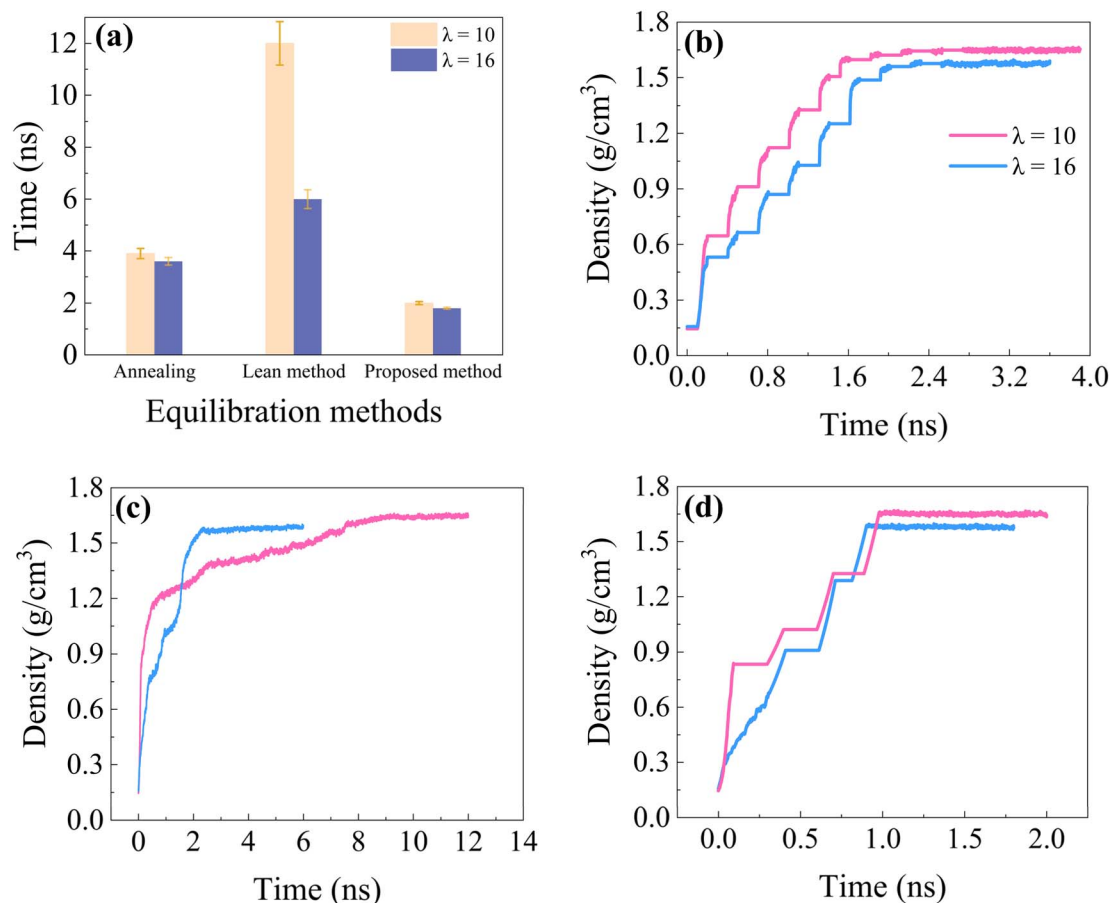 (a)
λ = 10
λ = 16
12
10
8
6
4
2
0
Time (ns)
Annealing Lean method Proposed method
Equilibration methods
(b)
1.8
1.5
1.2
0.9
0.6
0.3
0.0
Density (g/cm³)
λ = 10
λ = 16
0.0 0.8 1.6 2.4 3.2 4.0
Time (ns)
(c)
1.8
1.5
1.2
0.9
0.6
0.3
0.0
Density (g/cm³)
0 2 4 6 8 10 12 14
Time (ns)
(d)
1.8
1.5
1.2
0.9
0.6
0.3
0.0
Density (g/cm³)
0.0 0.5 1.0 1.5 2.0
Time (ns)